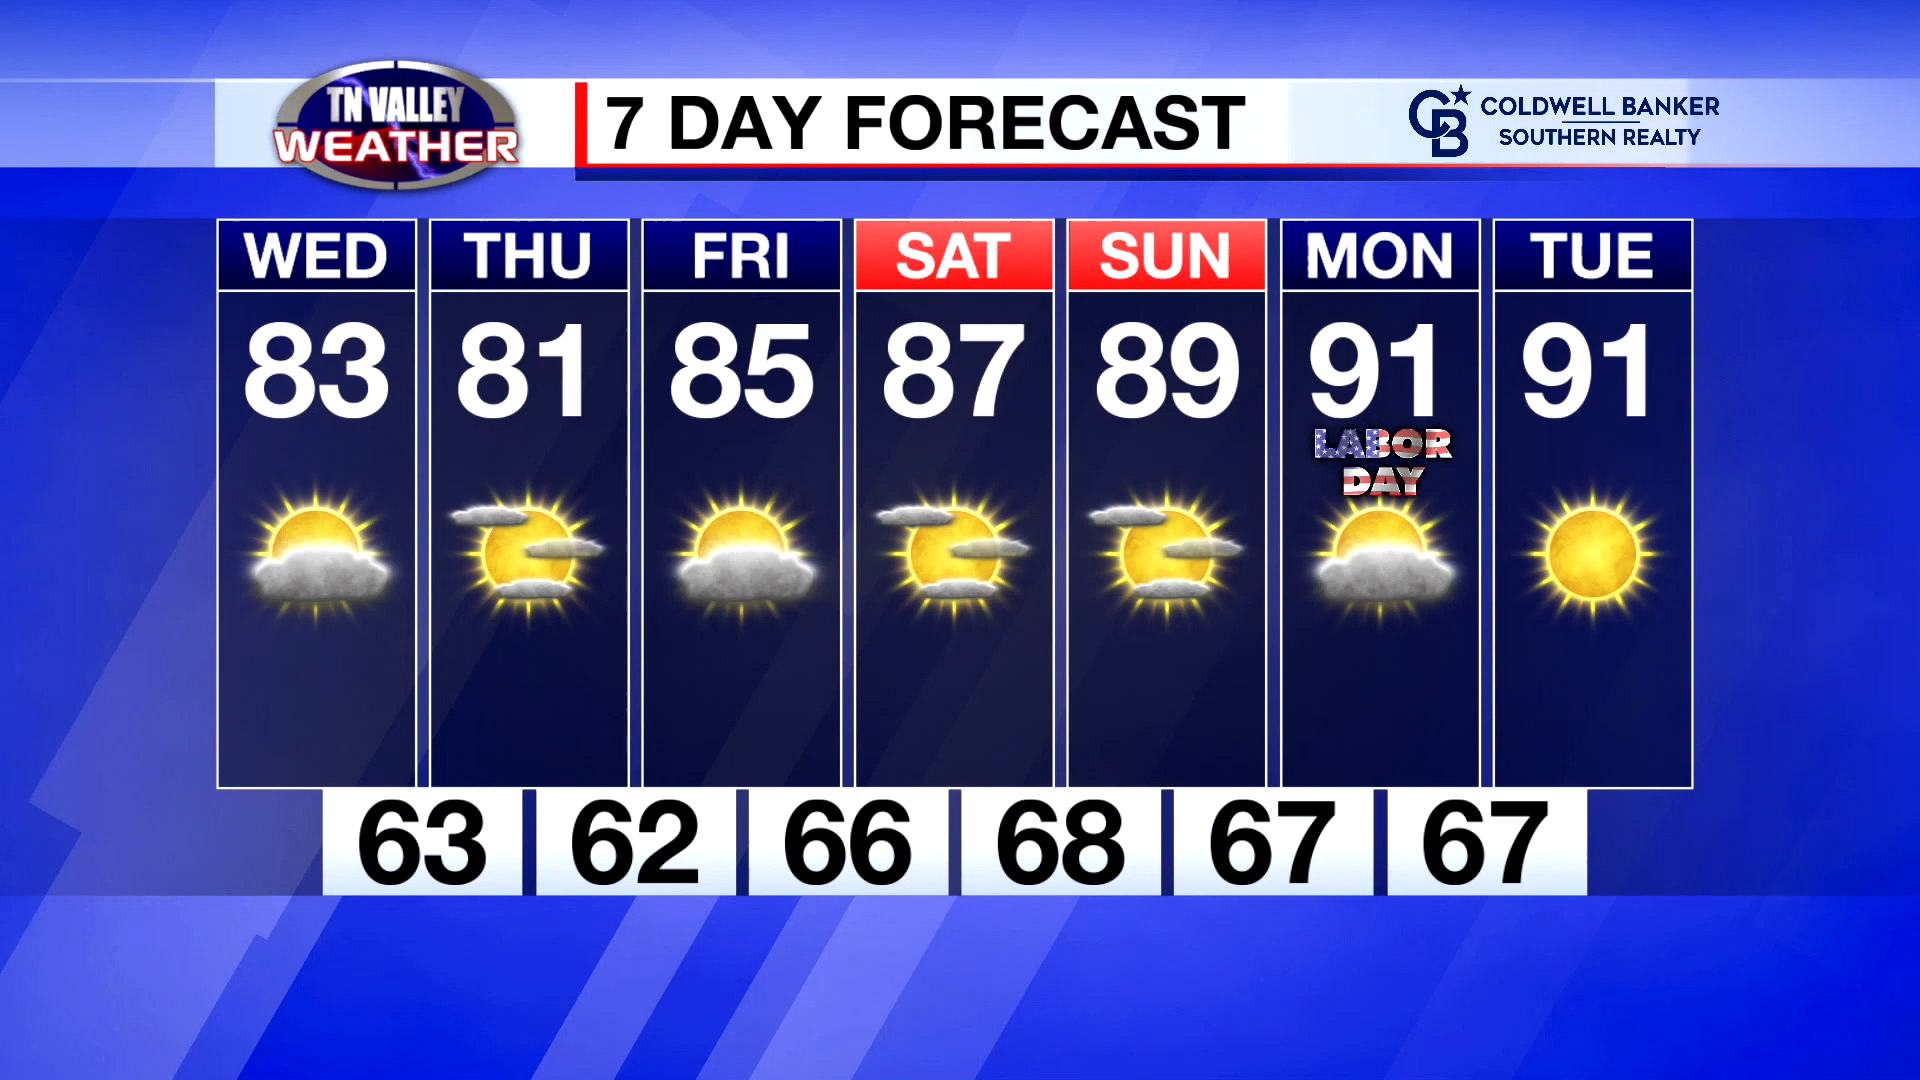 TN VALLEY
WEATHER
7 DAY FORECAST
COLDWELL BANKER
SOUTHERN REALTY
WED THU FRI SAT SUN MON TUE
83 81 85 87 89 91 91
LABOR
DAY
63 62 66 68 67 67